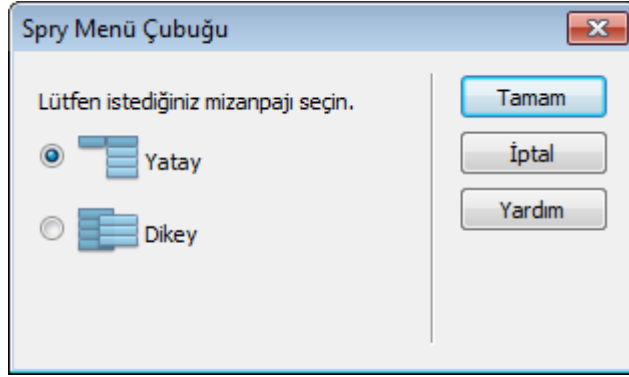 Spry Menü Çubuğu
Lütfen istediğiniz mizanpajı seçin.
Yatay
Dikey
Tamam
İptal
Yardım